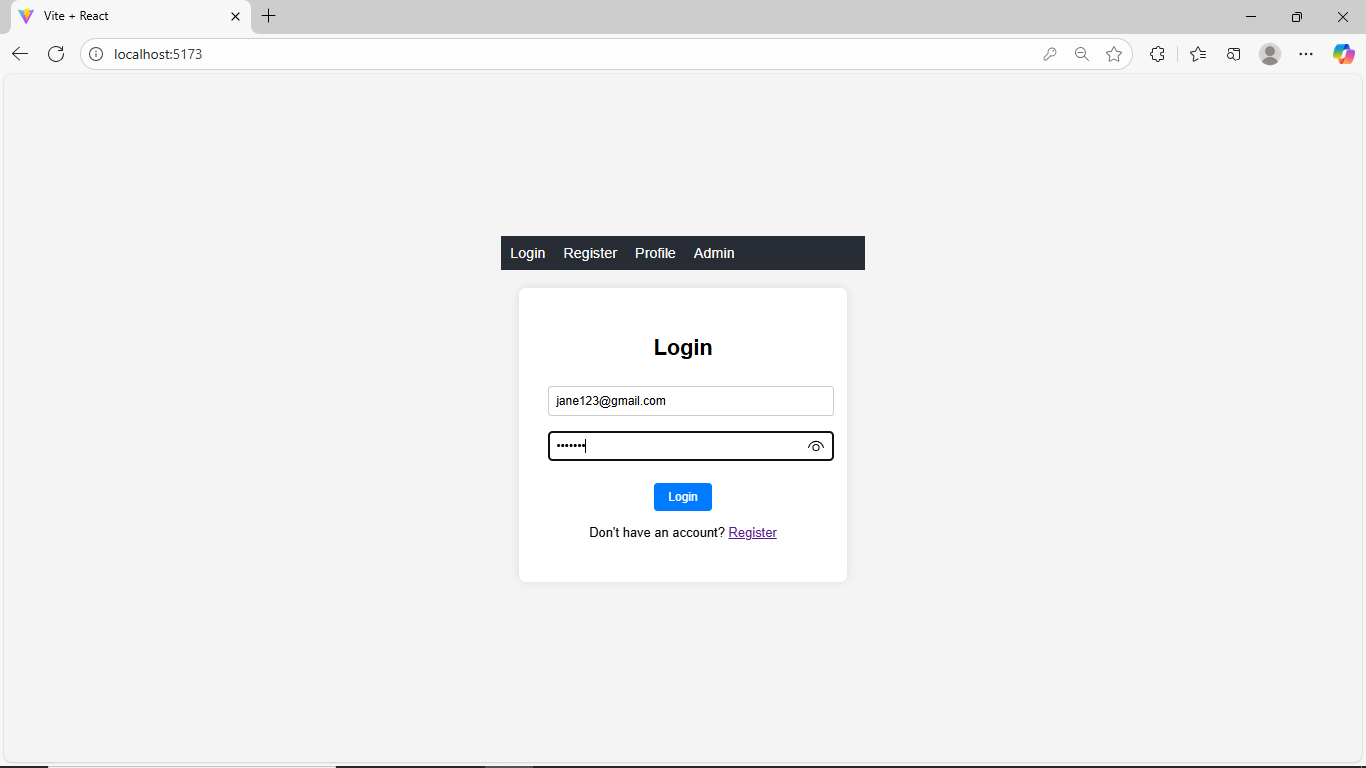 Vite + React
localhost:5173
Login Register Profile Admin
Login
jane123@gmail.com
•••••••
Login
Don't have an account? Register